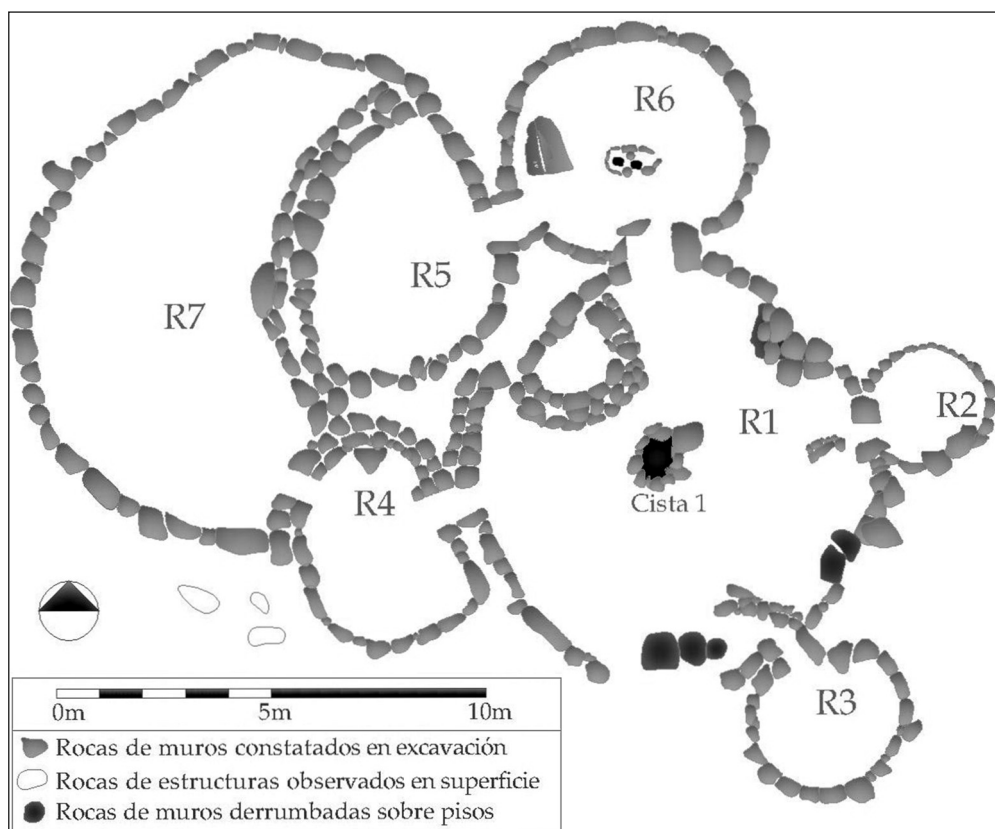 R6
R5
R7
R1
R2
R4
Cista 1
R3
0m 5m 10m
Rocas de muros constatados en excavación
Rocas de estructuras observados en superficie
Rocas de muros derrumbadas sobre pisos